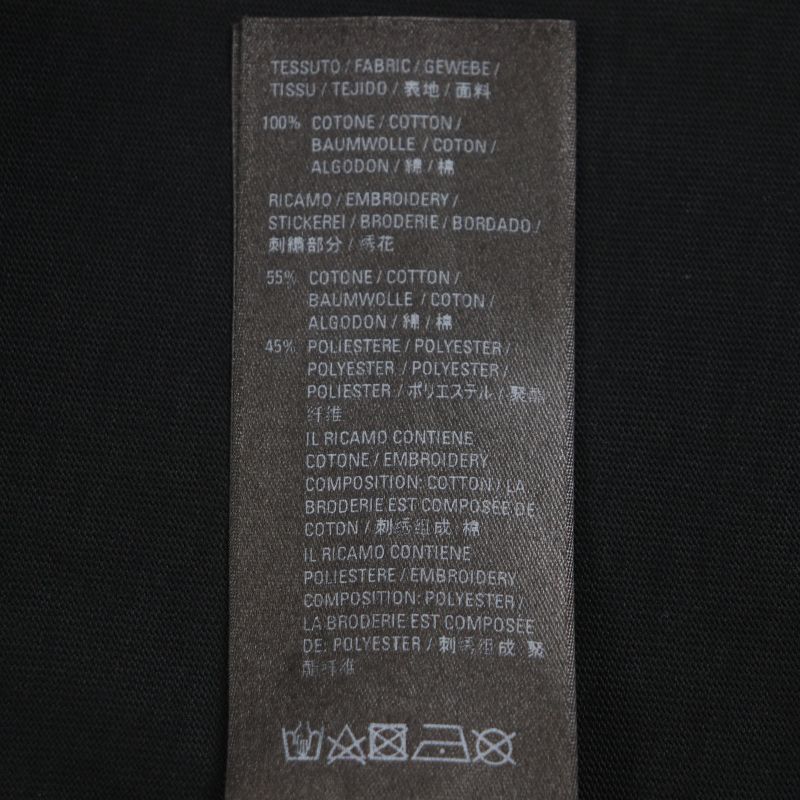 TESSUTO / FABRIC / GEWEBE /
TISSU / TEJIDO / 表地 / 面料
100% COTONE / COTTON /
BAUMWOLLE / COTON /
ALGODON / 綿 / 棉
RICAMO / EMBROIDERY /
STICKEREI / BRODERIE / BORDADO /
刺繍部分 / 绣花
55% COTONE / COTTON /
BAUMWOLLE / COTON /
ALGODON / 綿 / 棉
45% POLIESTERE / POLYESTER /
POLYESTER / POLYESTER /
POLIESTER / ポリエステル / 聚酯
纤维
IL RICAMO CONTIENE
COTONE / EMBROIDERY
COMPOSITION: COTTON / LA
BRODERIE EST COMPOSÉE DE:
COTON / 刺绣组成 棉
IL RICAMO CONTIENE
POLIESTERE / EMBROIDERY
COMPOSITION: POLYESTER /
LA BRODERIE EST COMPOSÉE
DE: POLYESTER / 刺绣组成 聚
酯纤维